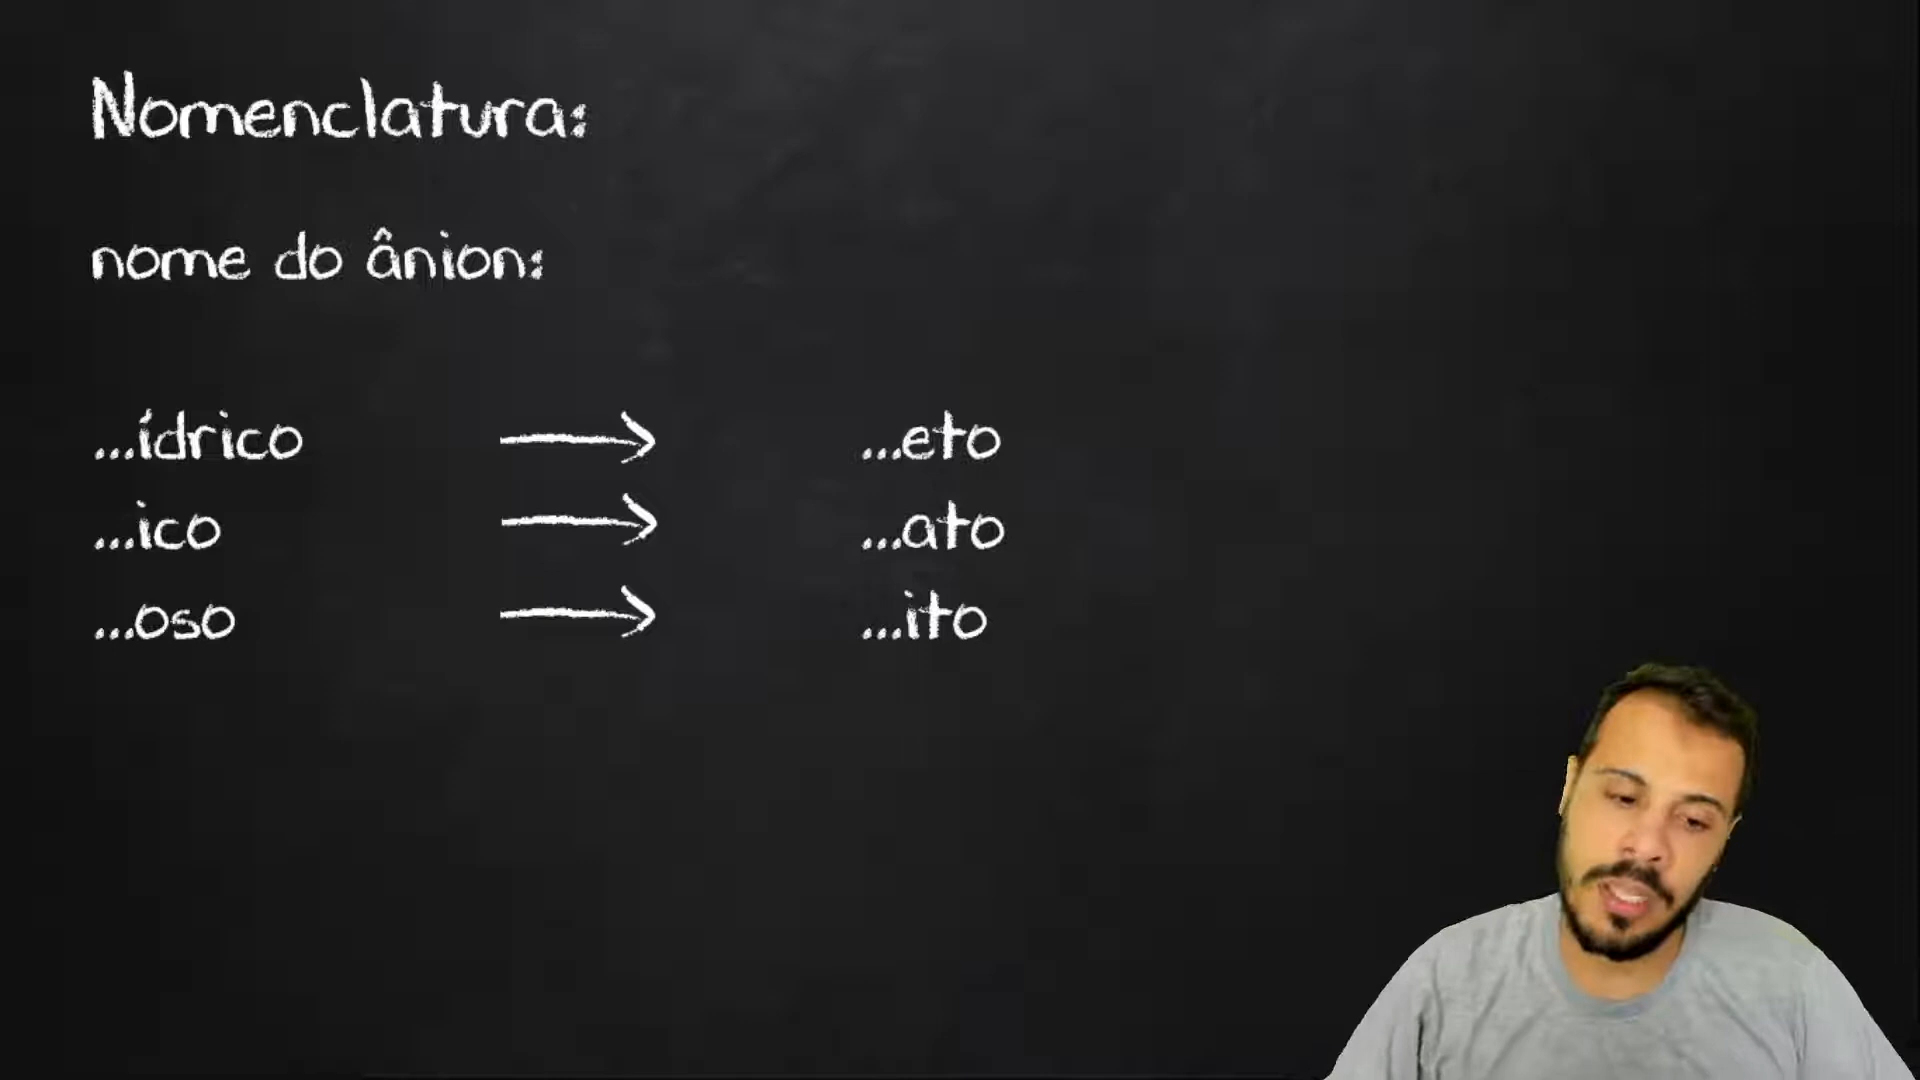 Nomenclatura:
nome do ânion:
...ídrico → ...eto
...ico → ...ato
...oso → ...ito